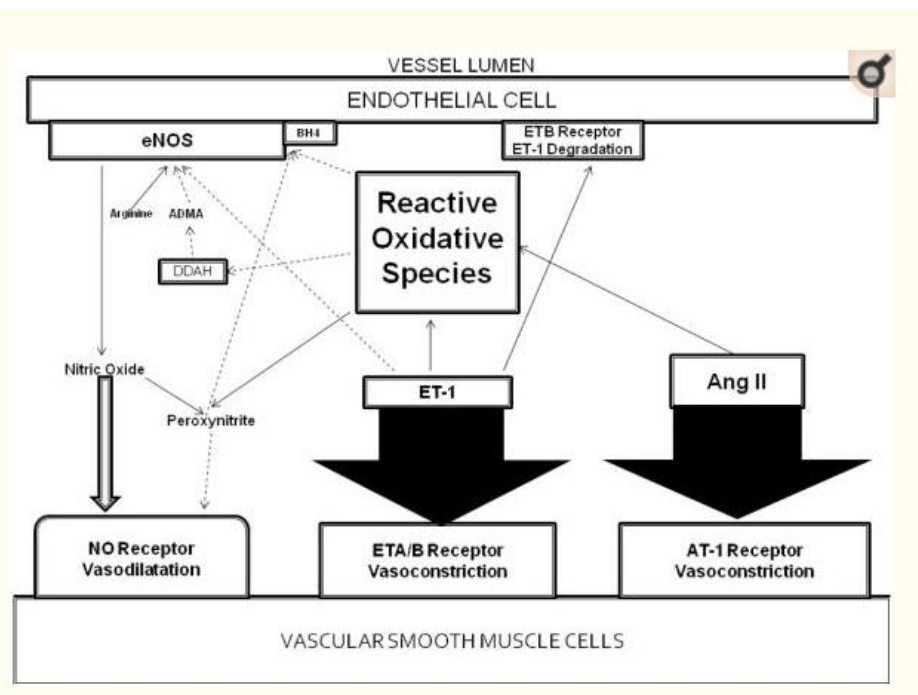 VESSEL LUMEN
ENDOTHELIAL CELL
eNOS
BH4
ETB Receptor
ET-1 Degradation
Reactive
Oxidative
Species
Arginine
ADMA
DDAH
Nitric Oxide
Peroxynitrite
ET-1
Ang II
NO Receptor
Vasodilatation
ETA/B Receptor
Vasoconstriction
AT-1 Receptor
Vasoconstriction
VASCULAR SMOOTH MUSCLE CELLS